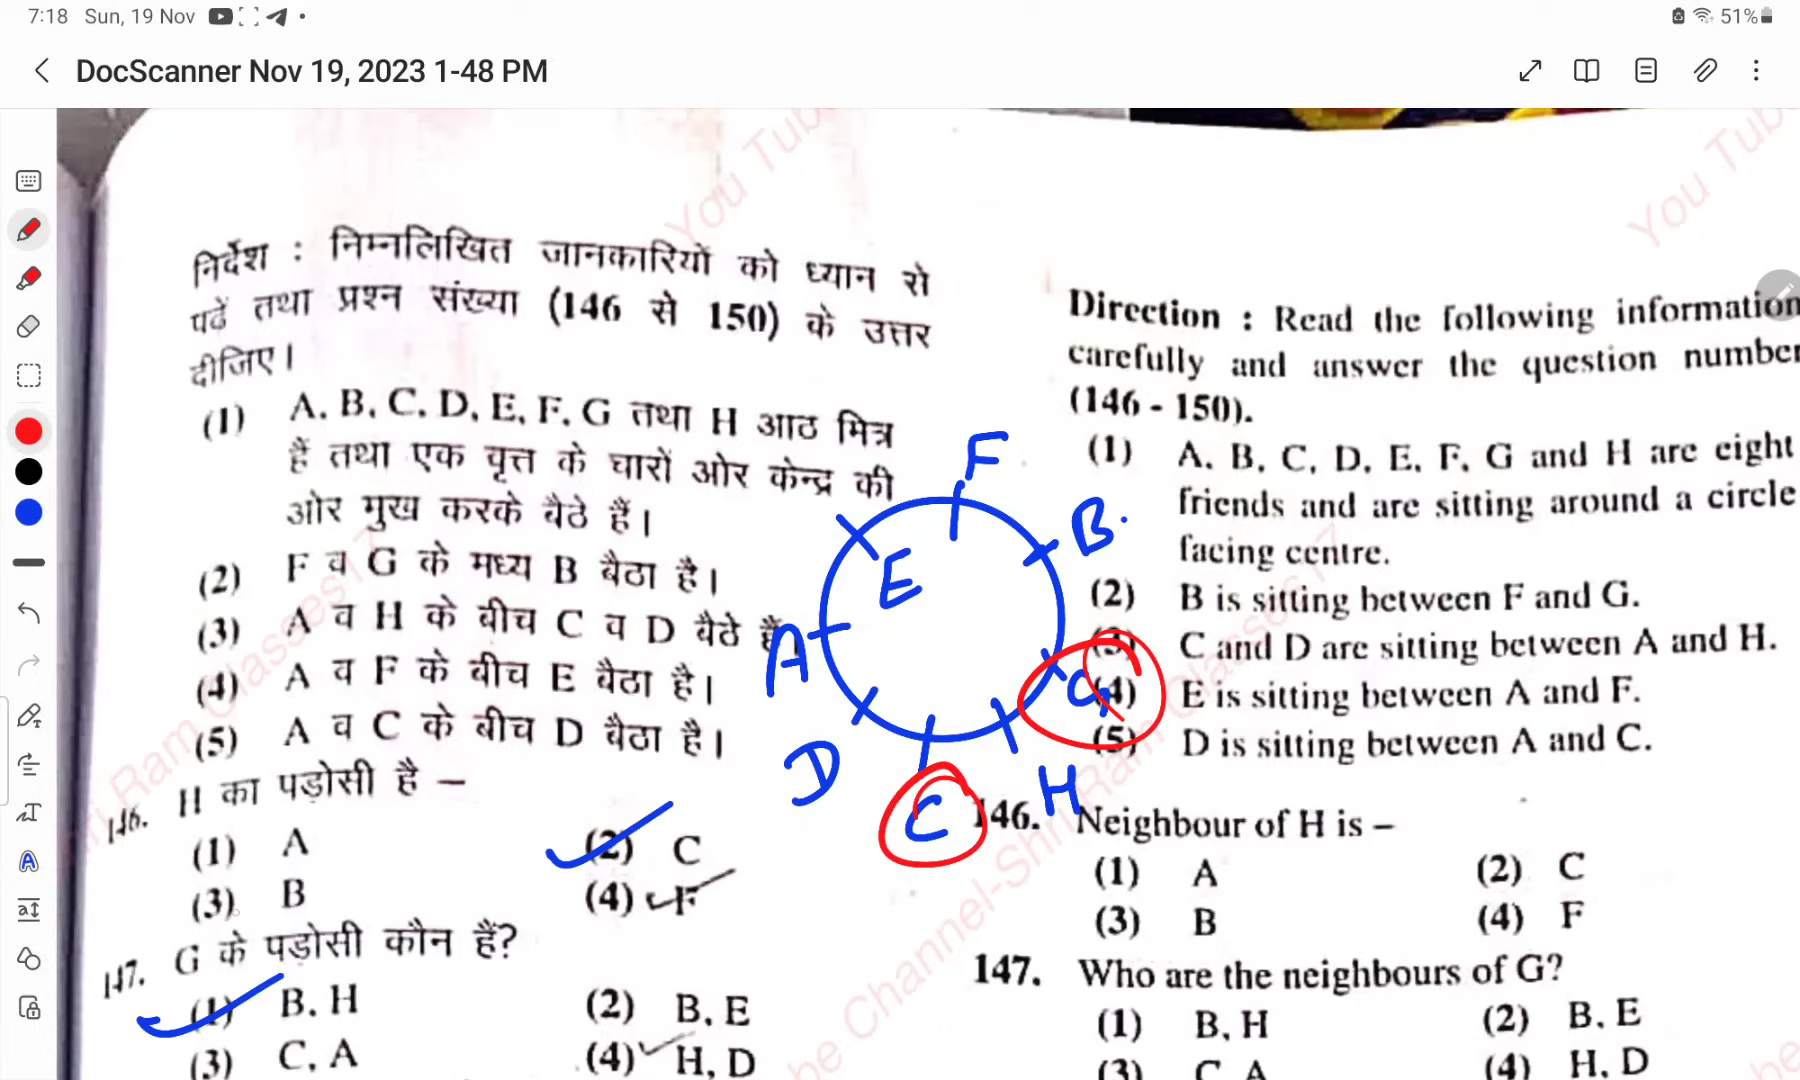 7:18 Sun, 19 Nov
51%
DocScanner Nov 19, 2023 1-48 PM
निर्देश : निम्नलिखित जानकारियों को ध्यान से
पढें तथा प्रश्न संख्या (146 से 150) के उत्तर
दीजिए।
(1) A, B, C, D, E, F, G तथा H आठ मित्र
हैं तथा एक वृत्त के चारों ओर केन्द्र की
ओर मुख करके बैठे हैं।
(2) F व G के मध्य B बैठा है।
(3) A व H के बीच C व D बैठे हैं
(4) A व F के बीच E बैठा है।
(5) A व C के बीच D बैठा है।
146. H का पड़ोसी है –
(1) A (2) C
(3) B (4) F
147. G के पड़ोसी कौन हैं?
(1) B, H (2) B, E
(3) C, A (4) H, D
F
B
E
A
G
D
C
H
Direction : Read the following information
carefully and answer the question number
(146 - 150).
(1) A, B, C, D, E, F, G and H are eight
friends and are sitting around a circle
facing centre.
(2) B is sitting between F and G.
(3) C and D are sitting between A and H.
(4) E is sitting between A and F.
(5) D is sitting between A and C.
146. Neighbour of H is –
(1) A (2) C
(3) B (4) F
147. Who are the neighbours of G?
(1) B, H (2) B, E
(3) C, A (4) H, D